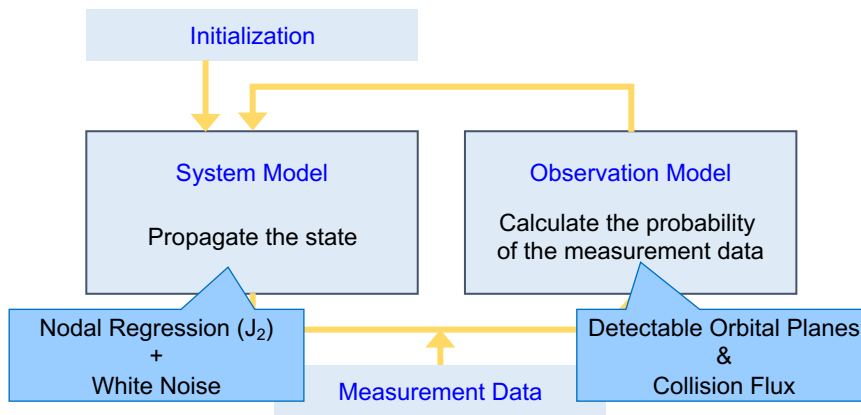 Initialization
System Model
Propagate the state
Observation Model
Calculate the probability
of the measurement data
Nodal Regression (J₂)
+
White Noise
Detectable Orbital Planes
&
Collision Flux
Measurement Data